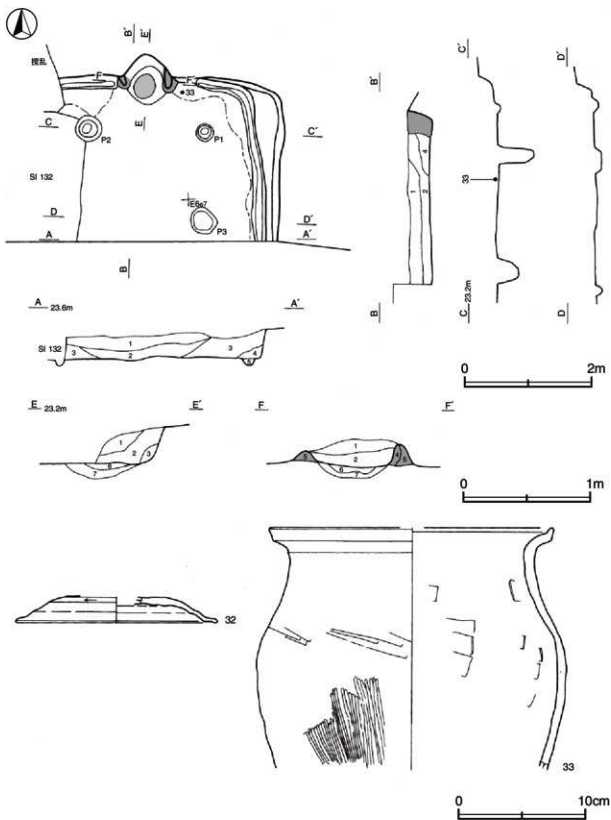 B́ É
撹乱
F F́
33
E
C Ć
P2 P1
SI 132
E6e7
D D́
P3
A Á
B
B́
4
1 2
B
Ć
33
C 23.2m
D́
D
A 23.6m Á
SI 132
1
3 2 3 4
5
0 2m
E 23.2m É
1
2 3
6
7
F F́
1
5 2 4 5
6
7
0 1m
32
33
0 10cm